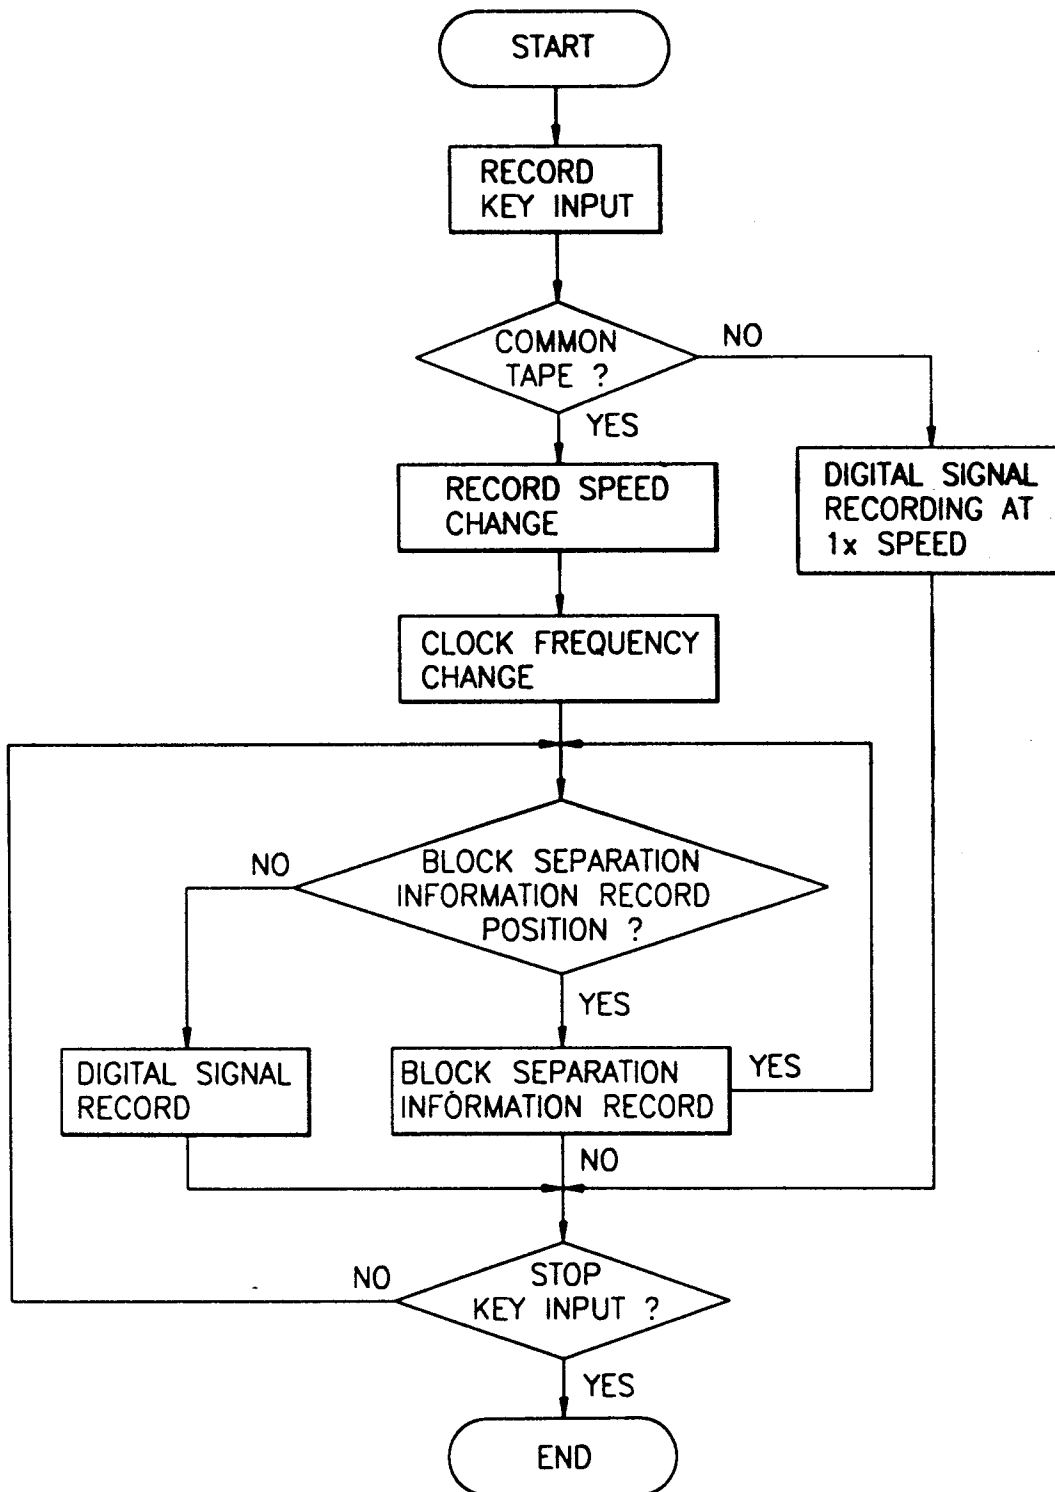 START
RECORD
KEY INPUT
COMMON
TAPE ?
NO
YES
RECORD SPEED
CHANGE
DIGITAL SIGNAL
RECORDING AT
1x SPEED
CLOCK FREQUENCY
CHANGE
NO
BLOCK SEPARATION
INFORMATION RECORD
POSITION ?
YES
DIGITAL SIGNAL
RECORD
BLOCK SEPARATION
INFORMATION RECORD
YES
NO
NO
STOP
KEY INPUT ?
YES
END